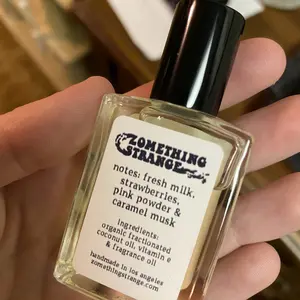 ZOMETHING
STRANGE
notes: fresh milk,
strawberries,
pink powder &
caramel musk
ingredients:
organic fractionated
coconut oil, vitamin e
& fragrance oil
handmade in los angeles
zomethingstrange.com